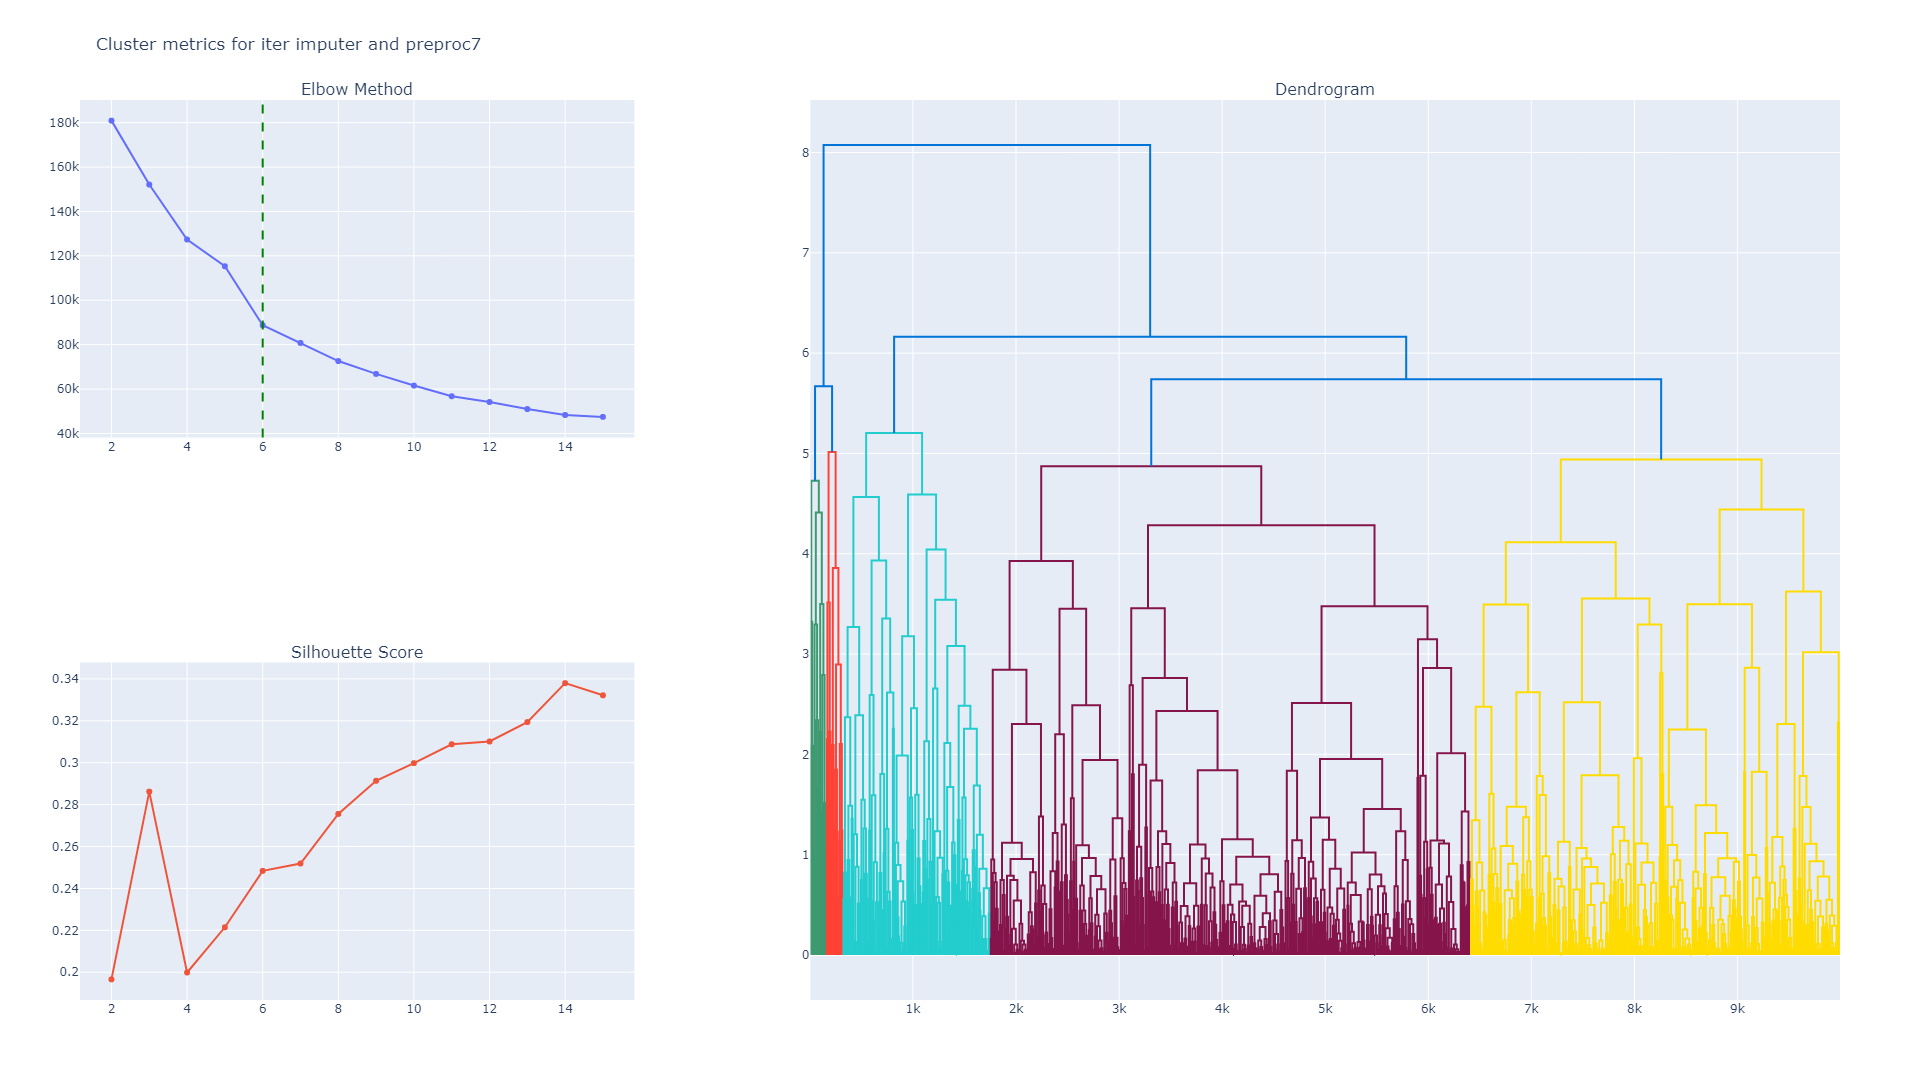 Cluster metrics for iter imputer and preproc7
Elbow Method
180k
160k
140k
120k
100k
80k
60k
40k
2 4 6 8 10 12 14
Silhouette Score
0.34
0.32
0.3
0.28
0.26
0.24
0.22
0.2
2 4 6 8 10 12 14
Dendrogram
8
7
6
5
4
3
2
1
0
1k 2k 3k 4k 5k 6k 7k 8k 9k